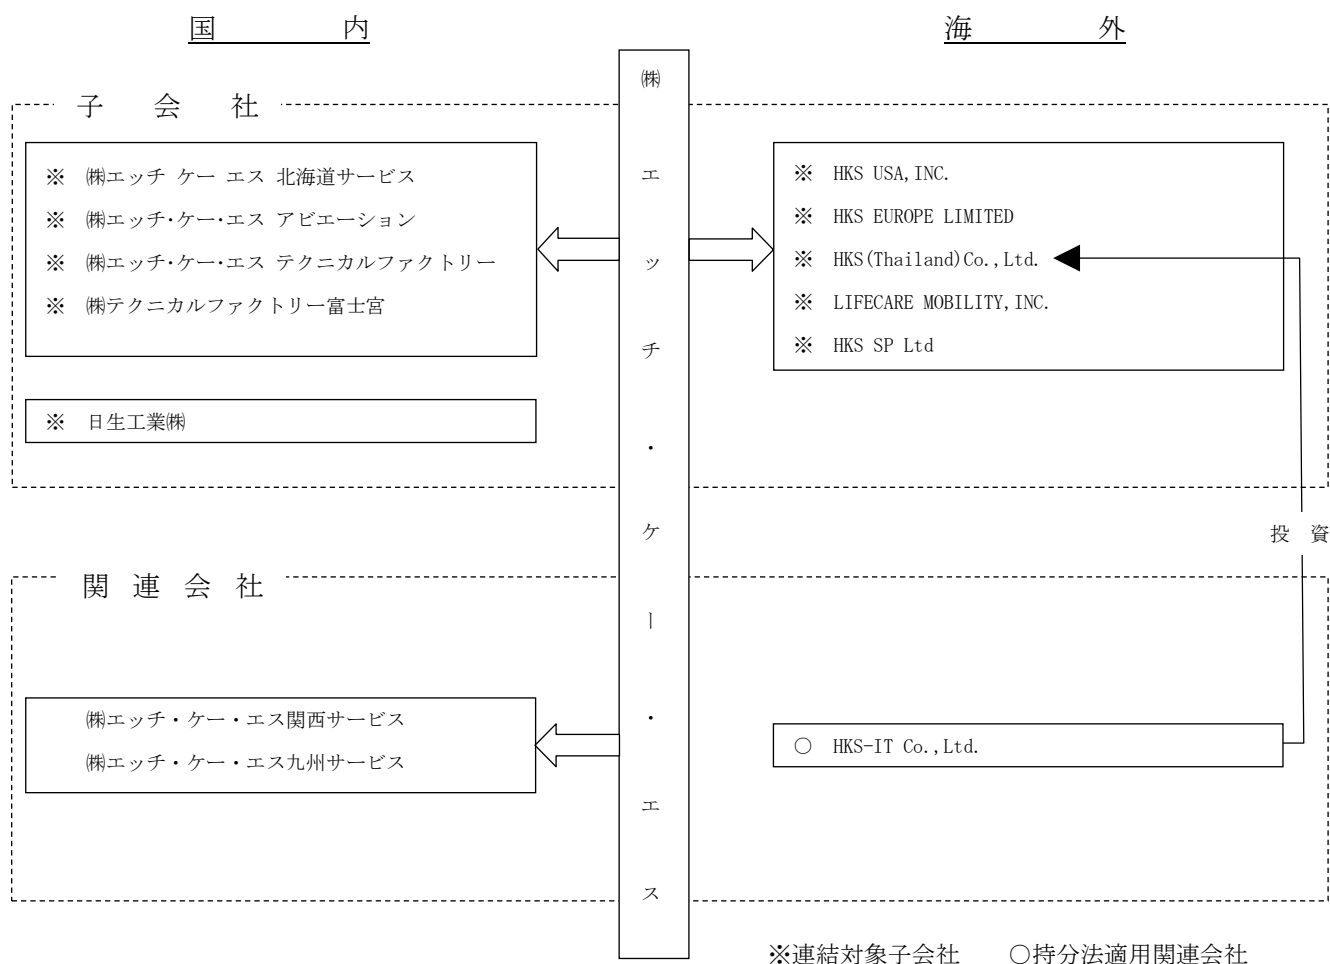 国 内
海 外
㈱エッチ・ケー・エス
子 会 社
※ ㈱エッチ ケー エス 北海道サービス
※ ㈱エッチ・ケー・エス アビエーション
※ ㈱エッチ・ケー・エス テクニカルファクトリー
※ ㈱テクニカルファクトリー富士宮
※ 日生工業㈱
※ HKS USA,INC.
※ HKS EUROPE LIMITED
※ HKS(Thailand)Co.,Ltd.
※ LIFECARE MOBILITY,INC.
※ HKS SP Ltd
投 資
関 連 会 社
㈱エッチ・ケー・エス関西サービス
㈱エッチ・ケー・エス九州サービス
○ HKS-IT Co.,Ltd.
※連結対象子会社 ○持分法適用関連会社